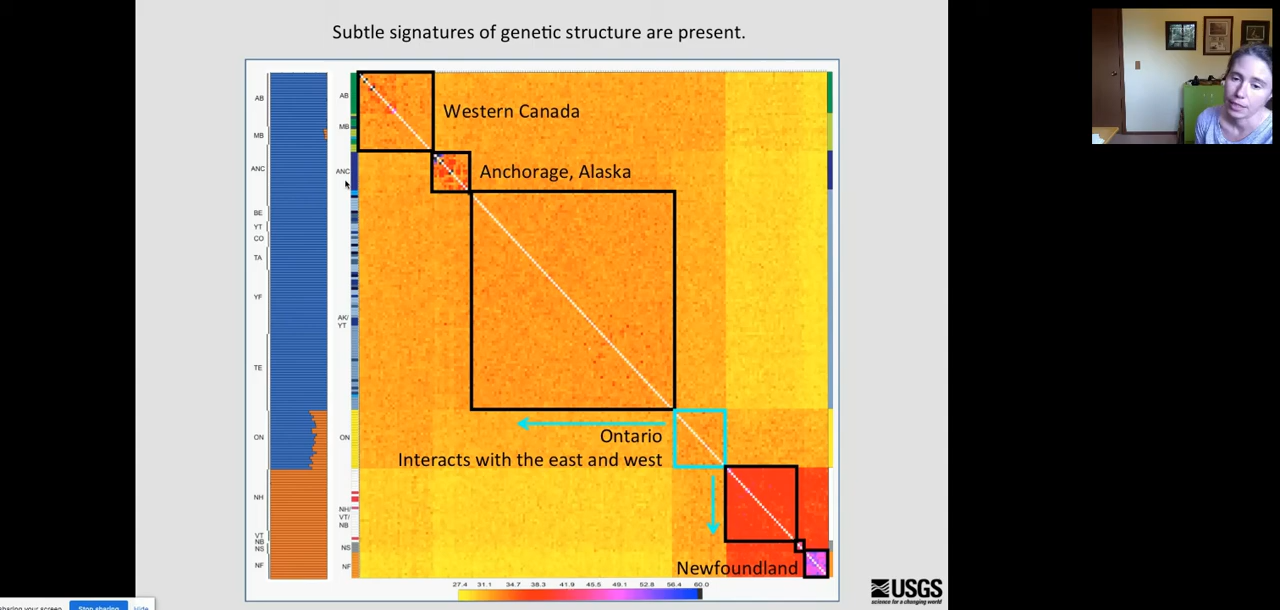 Subtle signatures of genetic structure are present.
AB
MB
ANC
BE
YT
CO
TA
YF
TE
ON
NH
VT
NB
NS
NF
AB
MB
ANC
AK/
YT
ON
NH/
VT/
NB
NS
NF
Western Canada
Anchorage, Alaska
Ontario
Interacts with the east and west
Newfoundland
27.4 31.1 34.7 38.3 41.9 45.5 49.1 52.8 56.4 60.0
USGS
science for a changing world
sharing your screen.
Stop sharing
Hide